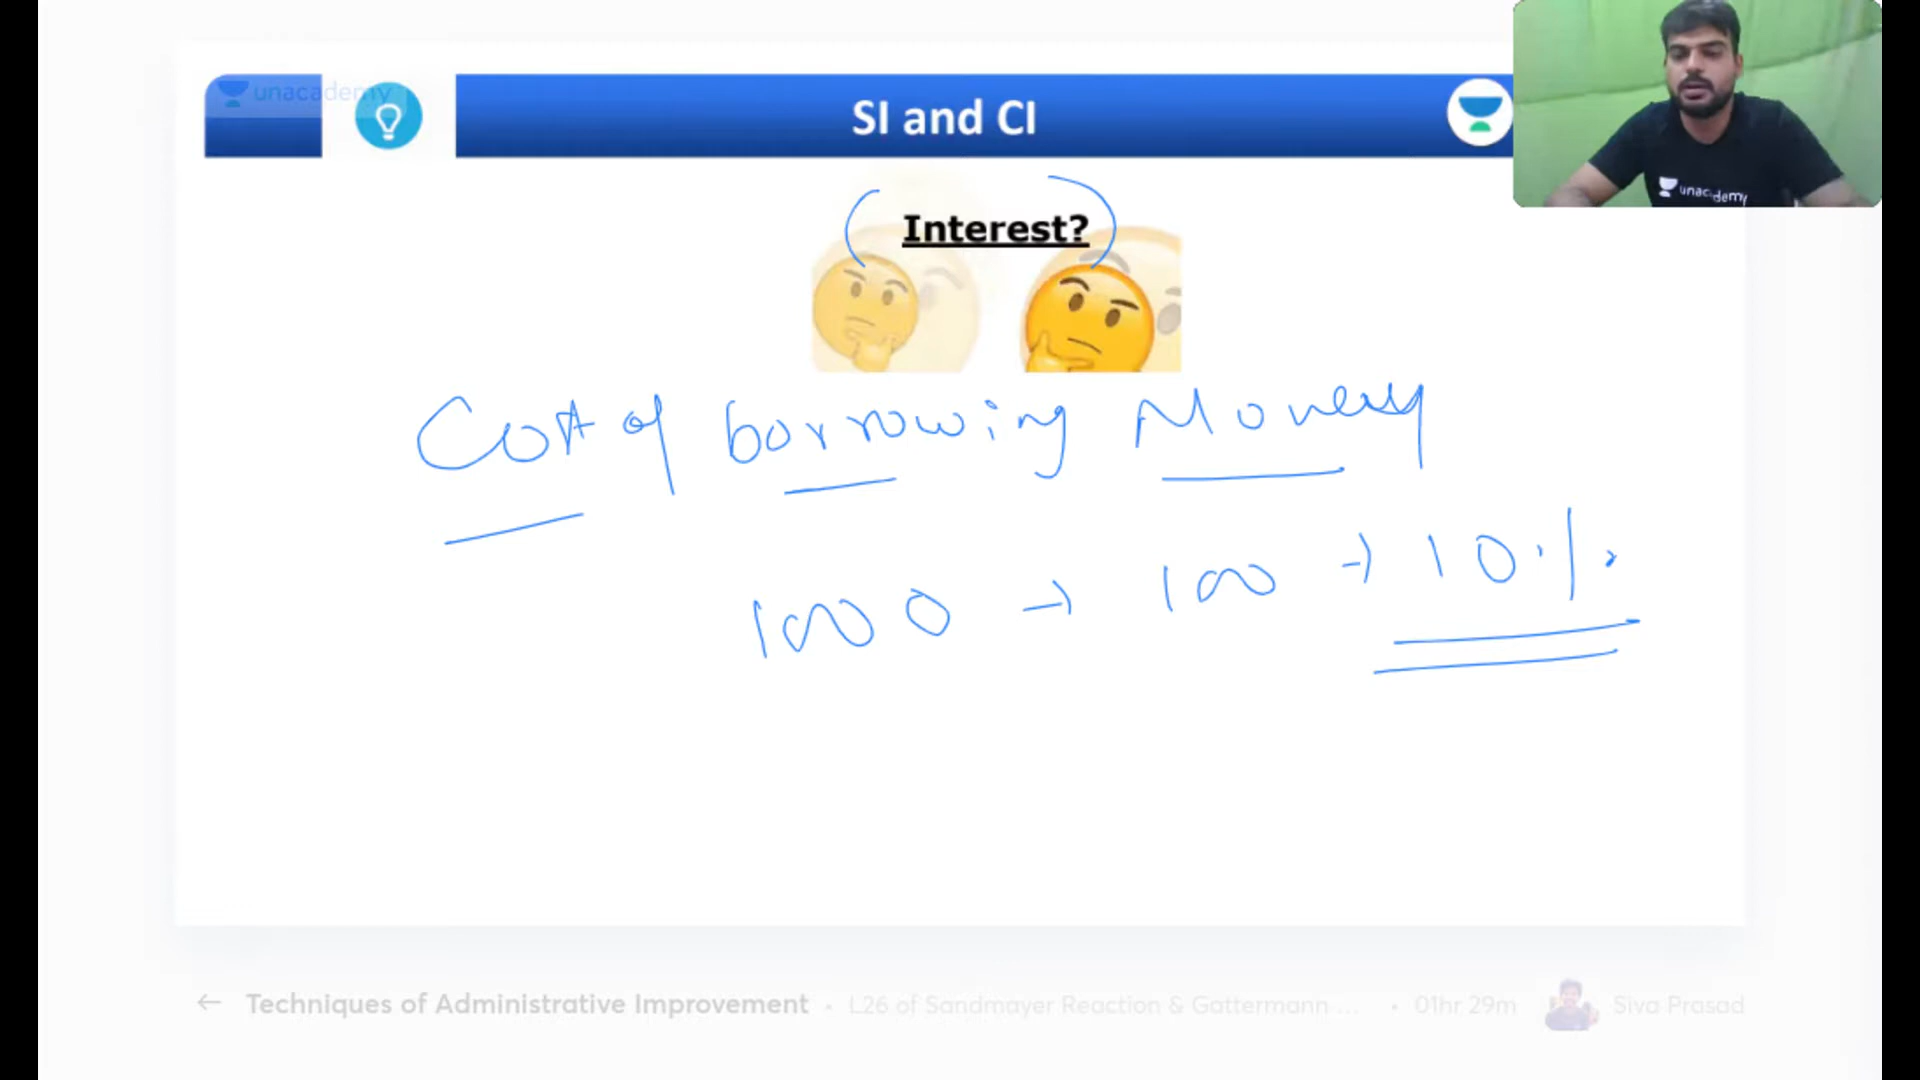 unacademy
SI and CI
unacademy
Interest?
Cost of borrowing Money
1000 → 100 → 10%
← Techniques of Administrative Improvement • L26 of Sandmayer Reaction & Gattermann ... • 01hr 29m Siva Prasad